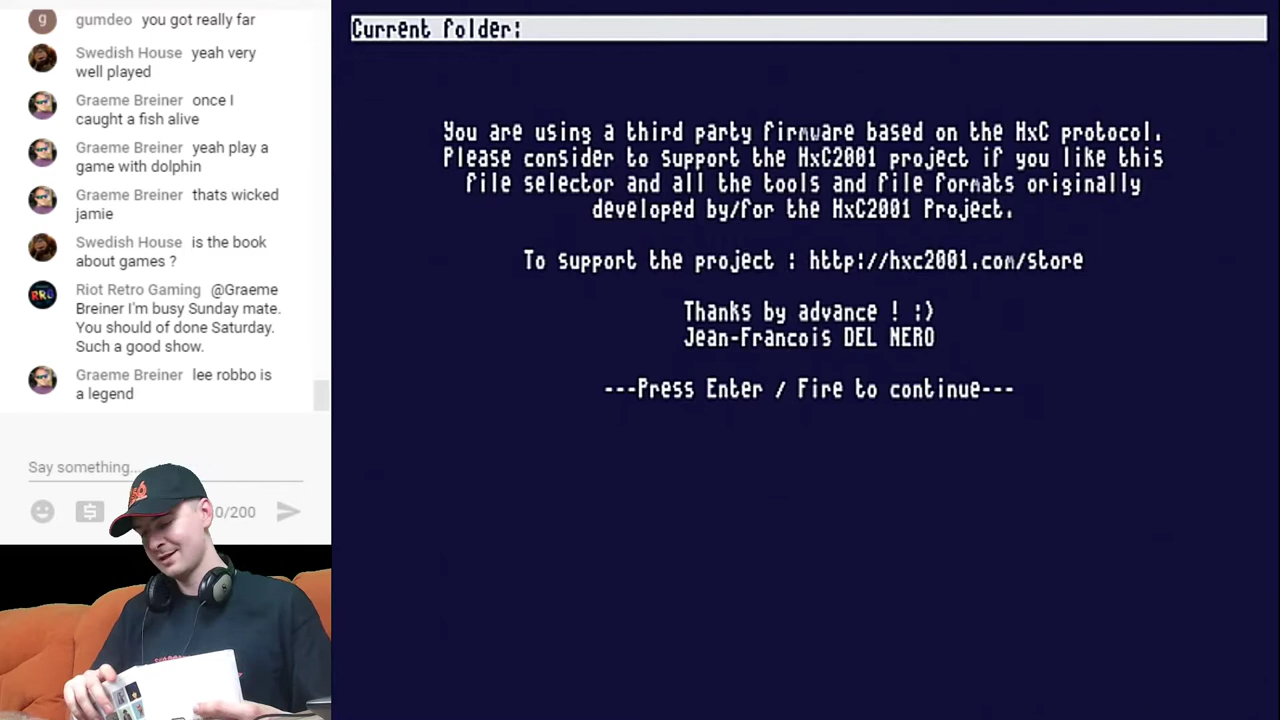 gumdeo you got really far
Swedish House yeah very
well played
Graeme Breiner once I
caught a fish alive
Graeme Breiner yeah play a
game with dolphin
Graeme Breiner thats wicked
jamie
Swedish House is the book
about games ?
Riot Retro Gaming @Graeme
Breiner I'm busy Sunday mate.
You should of done Saturday.
Such a good show.
Graeme Breiner lee robbo is
a legend
Say something...
0/200
Current folder:
You are using a third party firmware based on the HxC protocol.
Please consider to support the HxC2001 project if you like this
file selector and all the tools and file formats originally
developed by/for the HxC2001 Project.
To support the project : http://hxc2001.com/store
Thanks by advance ! :)
Jean-Francois DEL NERO
---Press Enter / Fire to continue---